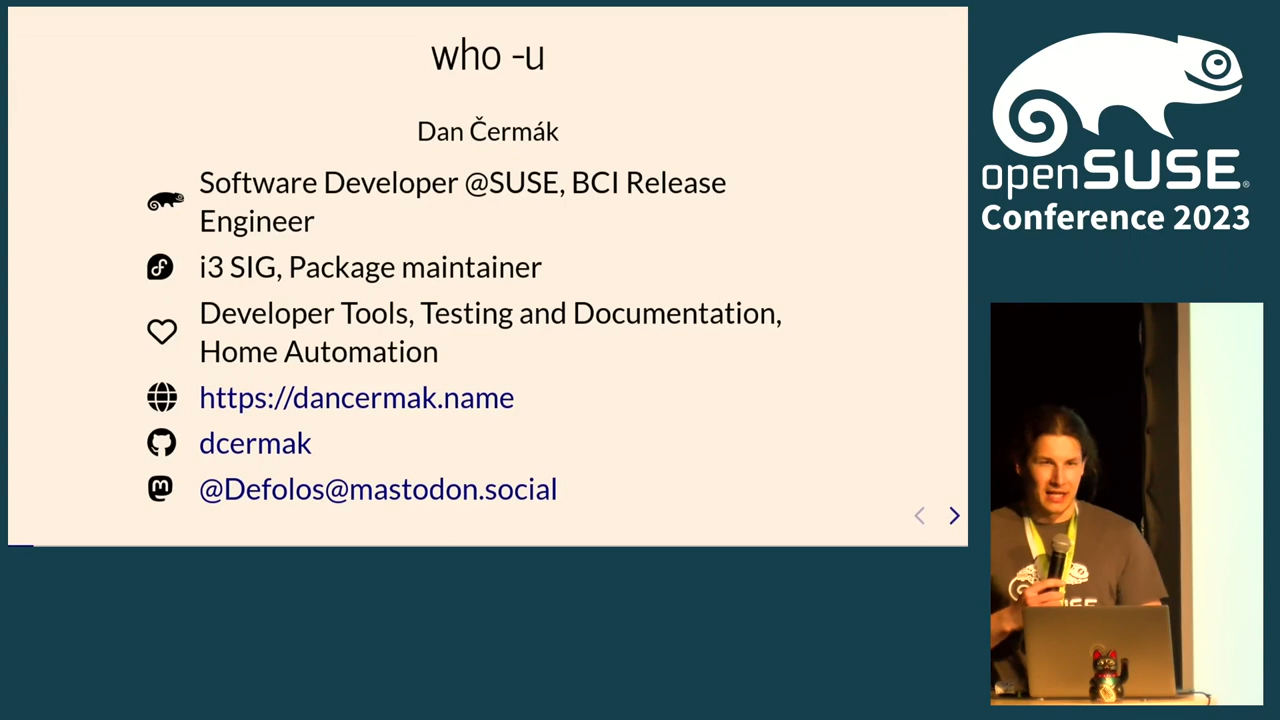 who -u
Dan Čermák
Software Developer @SUSE, BCI Release
Engineer
i3 SIG, Package maintainer
Developer Tools, Testing and Documentation,
Home Automation
https://dancermak.name
dcermak
@Defolos@mastodon.social
openSUSE®
Conference 2023